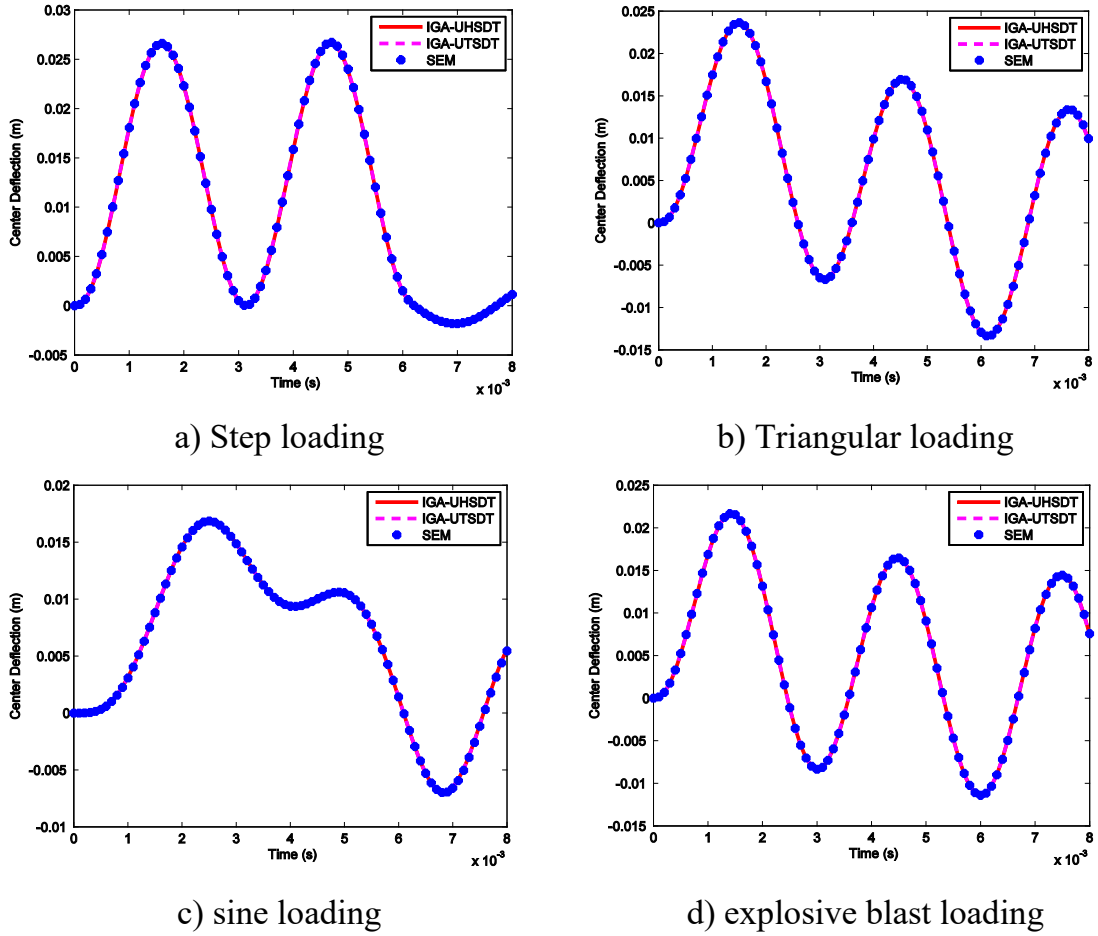 0.03
0.025
0.02
0.015
0.01
0.005
0
-0.005
Center Deflection (m)
IGA-UHSDT
IGA-UTSDT
SEM
0 1 2 3 4 5 6 7 8
Time (s)
x 10⁻³
a) Step loading
0.025
0.02
0.015
0.01
0.005
0
-0.005
-0.01
-0.015
Center Deflection (m)
IGA-UHSDT
IGA-UTSDT
SEM
0 1 2 3 4 5 6 7 8
Time (s)
x 10⁻³
b) Triangular loading
0.02
0.015
0.01
0.005
0
-0.005
-0.01
Center Deflection (m)
IGA-UHSDT
IGA-UTSDT
SEM
0 1 2 3 4 5 6 7 8
Time (s)
x 10⁻³
c) sine loading
0.025
0.02
0.015
0.01
0.005
0
-0.005
-0.01
-0.015
Center Deflection (m)
IGA-UHSDT
IGA-UTSDT
SEM
0 1 2 3 4 5 6 7 8
Time (s)
x 10⁻³
d) explosive blast loading